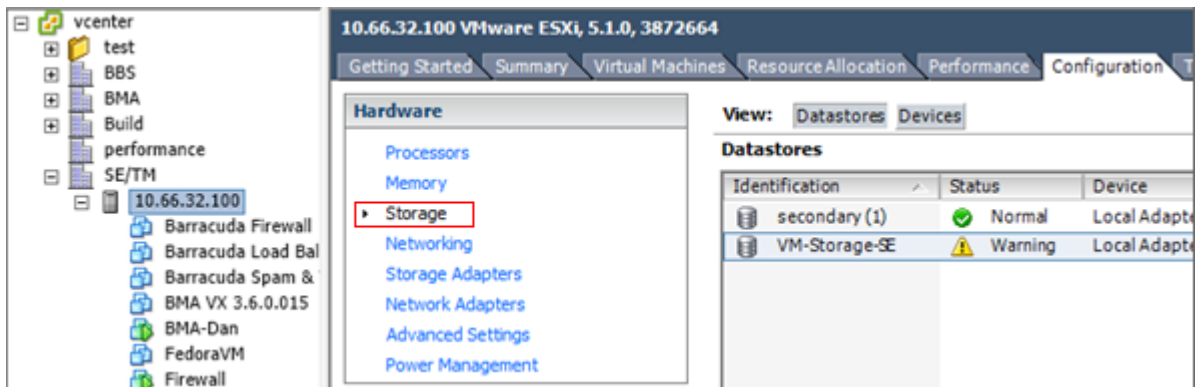 vcenter
test
BBS
BMA
Build
performance
SE/TM
10.66.32.100
Barracuda Firewall
Barracuda Load Bal
Barracuda Spam &
BMA VX 3.6.0.015
BMA-Dan
FedoraVM
Firewall
10.66.32.100 VMware ESXi, 5.1.0, 3872664
Getting Started Summary Virtual Machines Resource Allocation Performance Configuration T
Hardware
Processors
Memory
Storage
Networking
Storage Adapters
Network Adapters
Advanced Settings
Power Management
View: Datastores Devices
Datastores
Identification Status Device
secondary (1) Normal Local Adapte
VM-Storage-SE Warning Local Adapte